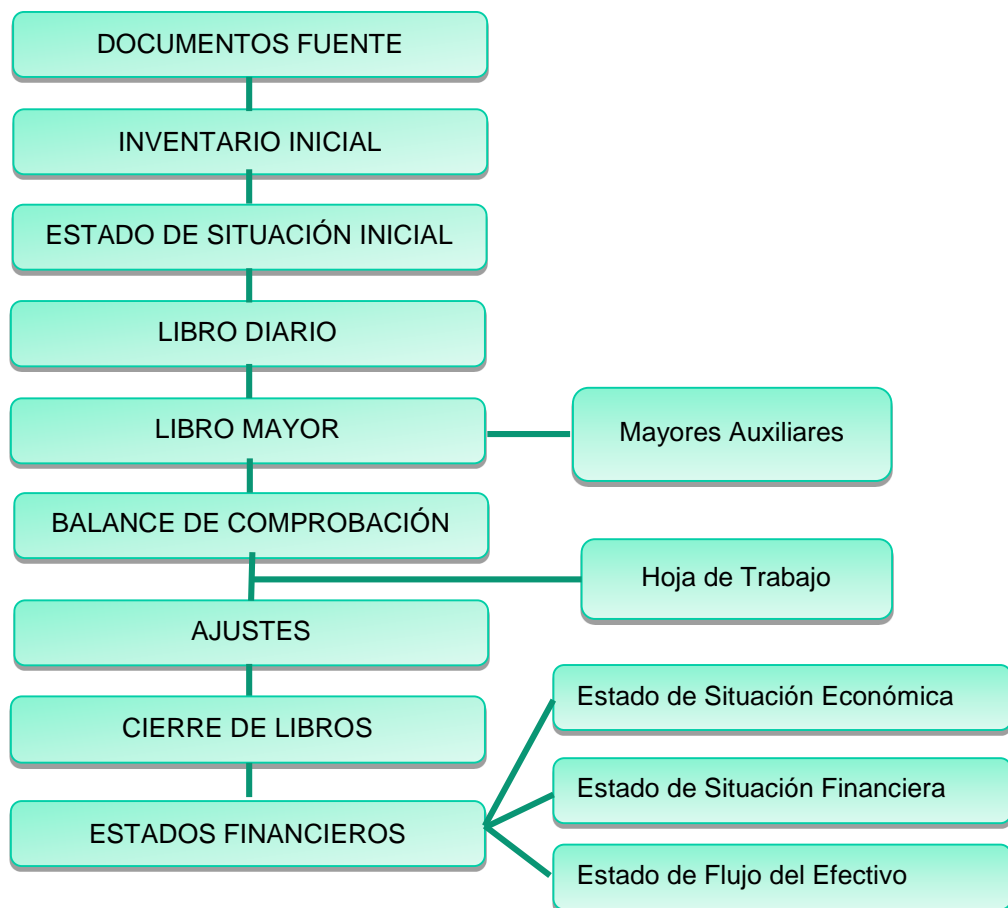 DOCUMENTOS FUENTE
INVENTARIO INICIAL
ESTADO DE SITUACIÓN INICIAL
LIBRO DIARIO
LIBRO MAYOR
Mayores Auxiliares
BALANCE DE COMPROBACIÓN
Hoja de Trabajo
AJUSTES
CIERRE DE LIBROS
ESTADOS FINANCIEROS
Estado de Situación Económica
Estado de Situación Financiera
Estado de Flujo del Efectivo